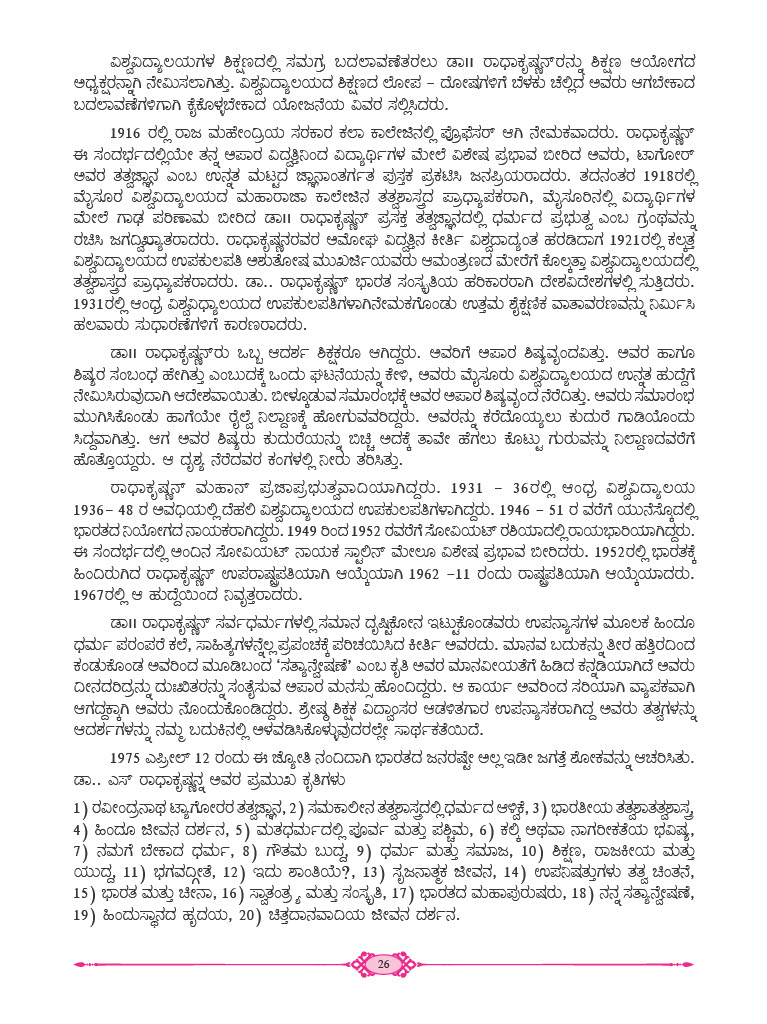 ವಿಶ್ವವಿದ್ಯಾಲಯಗಳ ಶಿಕ್ಷಣದಲ್ಲಿ ಸಮಗ್ರ ಬದಲಾವಣೆತರಲು ಡಾ॥ ರಾಧಾಕೃಷ್ಣನ್‌ರನ್ನು ಶಿಕ್ಷಣ ಆಯೋಗದ
ಅಧ್ಯಕ್ಷರನ್ನಾಗಿ ನೇಮಿಸಲಾಗಿತ್ತು. ವಿಶ್ವವಿದ್ಯಾಲಯದ ಶಿಕ್ಷಣದ ಲೋಪ – ದೋಷಗಳಿಗೆ ಬೆಳಕು ಚೆಲ್ಲಿದ ಅವರು ಆಗಬೇಕಾದ
ಬದಲಾವಣೆಗಳಿಗಾಗಿ ಕೈಕೊಳ್ಳಬೇಕಾದ ಯೋಜನೆಯ ವಿವರ ಸಲ್ಲಿಸಿದರು.
1916 ರಲ್ಲಿ ರಾಜ ಮಹೇಂದ್ರಿಯ ಸರಕಾರ ಕಲಾ ಕಾಲೇಜಿನಲ್ಲಿ ಪ್ರೊಫೆಸರ್ ಆಗಿ ನೇಮಕವಾದರು. ರಾಧಾಕೃಷ್ಣನ್
ಈ ಸಂದರ್ಭದಲ್ಲಿಯೇ ತನ್ನ ಅಪಾರ ವಿದ್ವತ್ತಿನಿಂದ ವಿದ್ಯಾರ್ಥಿಗಳ ಮೇಲೆ ವಿಶೇಷ ಪ್ರಭಾವ ಬೀರಿದ ಅವರು, ಟಾಗೋರ್
ಅವರ ತತ್ವಜ್ಞಾನ ಎಂಬ ಉನ್ನತ ಮಟ್ಟದ ಜ್ಞಾನಾಂತರ್ಗತ ಪುಸ್ತಕ ಪ್ರಕಟಿಸಿ ಜನಪ್ರಿಯರಾದರು. ತದನಂತರ 1918ರಲ್ಲಿ
ಮೈಸೂರ ವಿಶ್ವವಿದ್ಯಾಲಯದ ಮಹಾರಾಜಾ ಕಾಲೇಜಿನ ತತ್ವಶಾಸ್ತ್ರದ ಪ್ರಾಧ್ಯಾಪಕರಾಗಿ, ಮೈಸೂರಿನಲ್ಲಿ ವಿದ್ಯಾರ್ಥಿಗಳ
ಮೇಲೆ ಗಾಢ ಪರಿಣಾಮ ಬೀರಿದ ಡಾ॥ ರಾಧಾಕೃಷ್ಣನ್ ಪ್ರಸಕ್ತ ತತ್ವಜ್ಞಾನದಲ್ಲಿ ಧರ್ಮದ ಪ್ರಭುತ್ವ ಎಂಬ ಗ್ರಂಥವನ್ನು
ರಚಿಸಿ ಜಗದ್ವಿಖ್ಯಾತರಾದರು. ರಾಧಾಕೃಷ್ಣನರವರ ಅಮೋಘ ವಿದ್ವತ್ತಿನ ಕೀರ್ತಿ ವಿಶ್ವದಾದ್ಯಂತ ಹರಡಿದಾಗ 1921ರಲ್ಲಿ ಕಲ್ಕತ್ತ
ವಿಶ್ವವಿದ್ಯಾಲಯದ ಉಪಕುಲಪತಿ ಆಶುತೋಷ ಮುಖರ್ಜಿಯವರು ಆಮಂತ್ರಣದ ಮೇರೆಗೆ ಕೊಲ್ಕತ್ತಾ ವಿಶ್ವವಿದ್ಯಾಲಯದಲ್ಲಿ
ತತ್ವಶಾಸ್ತ್ರದ ಪ್ರಾಧ್ಯಾಪಕರಾದರು. ಡಾ.. ರಾಧಾಕೃಷ್ಣನ್ ಭಾರತ ಸಂಸ್ಕೃತಿಯ ಹರಿಕಾರರಾಗಿ ದೇಶವಿದೇಶಗಳಲ್ಲಿ ಸುತ್ತಿದರು.
1931ರಲ್ಲಿ ಆಂಧ್ರ ವಿಶ್ವವಿಧ್ಯಾಲಯದ ಉಪಕುಲಪತಿಗಳಾಗಿನೇಮಕಗೊಂಡು ಉತ್ತಮ ಶೈಕ್ಷಣಿಕ ವಾತಾವರಣವನ್ನು ನಿರ್ಮಿಸಿ
ಹಲವಾರು ಸುಧಾರಣೆಗಳಿಗೆ ಕಾರಣರಾದರು.
ಡಾ॥ ರಾಧಾಕೃಷ್ಣನ್‌ರು ಒಬ್ಬ ಆದರ್ಶ ಶಿಕ್ಷಕರೂ ಆಗಿದ್ದರು. ಅವರಿಗೆ ಅಪಾರ ಶಿಷ್ಯವೃಂದವಿತ್ತು. ಅವರ ಹಾಗೂ
ಶಿಷ್ಯರ ಸಂಬಂಧ ಹೇಗಿತ್ತು ಎಂಬುದಕ್ಕೆ ಒಂದು ಘಟನೆಯನ್ನು ಕೇಳಿ, ಅವರು ಮೈಸೂರು ವಿಶ್ವವಿದ್ಯಾಲಯದ ಉನ್ನತ ಹುದ್ದೆಗೆ
ನೇಮಿಸಿರುವುದಾಗಿ ಆದೇಶವಾಯಿತು. ಬೀಳ್ಕೂಡುವ ಸಮಾರಂಭಕ್ಕೆ ಅವರ ಅಪಾರ ಶಿಷ್ಯವೃಂದ ನೆರೆದಿತ್ತು. ಅವರು ಸಮಾರಂಭ
ಮುಗಿಸಿಕೊಂಡು ಹಾಗೆಯೇ ರೈಲ್ವೆ ನಿಲ್ದಾಣಕ್ಕೆ ಹೋಗುವವರಿದ್ದರು. ಅವರನ್ನು ಕರೆದೊಯ್ಯಲು ಕುದುರೆ ಗಾಡಿಯೊಂದು
ಸಿದ್ದವಾಗಿತ್ತು. ಆಗ ಅವರ ಶಿಷ್ಯರು ಕುದುರೆಯನ್ನು ಬಿಚ್ಚಿ ಅದಕ್ಕೆ ತಾವೇ ಹೆಗಲು ಕೊಟ್ಟು ಗುರುವನ್ನು ನಿಲ್ದಾಣದವರೆಗೆ
ಹೊತ್ತೊಯ್ದರು. ಆ ದೃಶ್ಯ ನೆರೆದವರ ಕಂಗಳಲ್ಲಿ ನೀರು ತರಿಸಿತ್ತು.
ರಾಧಾಕೃಷ್ಣನ್ ಮಹಾನ್ ಪ್ರಜಾಪ್ರಭುತ್ವವಾದಿಯಾಗಿದ್ದರು. 1931 – 36ರಲ್ಲಿ ಆಂಧ್ರ ವಿಶ್ವವಿದ್ಯಾಲಯ
1936– 48 ರ ಅವಧಿಯಲ್ಲಿ ದೆಹಲಿ ವಿಶ್ವವಿದ್ಯಾಲಯದ ಉಪಕುಲಪತಿಗಳಾಗಿದ್ದರು. 1946 – 51 ರ ವರೆಗೆ ಯುನೆಸ್ಕೊದಲ್ಲಿ
ಭಾರತದ ನಿಯೋಗದ ನಾಯಕರಾಗಿದ್ದರು. 1949 ರಿಂದ 1952 ರವರೆಗೆ ಸೋವಿಯಟ್ ರಶಿಯಾದಲ್ಲಿ ರಾಯಭಾರಿಯಾಗಿದ್ದರು.
ಈ ಸಂದರ್ಭದಲ್ಲಿ ಅಂದಿನ ಸೋವಿಯಟ್ ನಾಯಕ ಸ್ಟಾಲಿನ್ ಮೇಲೂ ವಿಶೇಷ ಪ್ರಭಾವ ಬೀರಿದರು. 1952ರಲ್ಲಿ ಭಾರತಕ್ಕೆ
ಹಿಂದಿರುಗಿದ ರಾಧಾಕೃಷ್ಣನ್ ಉಪರಾಷ್ಟ್ರಪತಿಯಾಗಿ ಆಯ್ಕೆಯಾಗಿ 1962 –11 ರಂದು ರಾಷ್ಟ್ರಪತಿಯಾಗಿ ಆಯ್ಕೆಯಾದರು.
1967ರಲ್ಲಿ ಆ ಹುದ್ದೆಯಿಂದ ನಿವೃತ್ತರಾದರು.
ಡಾ॥ ರಾಧಾಕೃಷ್ಣನ್ ಸರ್ವಧರ್ಮಗಳಲ್ಲಿ ಸಮಾನ ದೃಷ್ಟಿಕೋನ ಇಟ್ಟುಕೊಂಡವರು ಉಪನ್ಯಾಸಗಳ ಮೂಲಕ ಹಿಂದೂ
ಧರ್ಮ ಪರಂಪರೆ ಕಲೆ, ಸಾಹಿತ್ಯಗಳನ್ನೆಲ್ಲ ಪ್ರಪಂಚಕ್ಕೆ ಪರಿಚಯಿಸಿದ ಕೀರ್ತಿ ಅವರದು. ಮಾನವ ಬದುಕನ್ನು ತೀರ ಹತ್ತಿರದಿಂದ
ಕಂಡುಕೊಂಡ ಅವರಿಂದ ಮೂಡಿಬಂದ ‘ಸತ್ಯಾನ್ವೇಷಣೆ’ ಎಂಬ ಕೃತಿ ಅವರ ಮಾನವೀಯತೆಗೆ ಹಿಡಿದ ಕನ್ನಡಿಯಾಗಿದೆ ಅವರು
ದೀನದರಿದ್ರನ್ನು ದುಃಖಿತರನ್ನು ಸಂತೈಸುವ ಅಪಾರ ಮನಸ್ಸು ಹೊಂದಿದ್ದರು. ಆ ಕಾರ್ಯ ಅವರಿಂದ ಸರಿಯಾಗಿ ವ್ಯಾಪಕವಾಗಿ
ಆಗದ್ದಕ್ಕಾಗಿ ಅವರು ನೊಂದುಕೊಂಡಿದ್ದರು. ಶ್ರೇಷ್ಠ ಶಿಕ್ಷಕ ವಿದ್ವಾಂಸರ ಆಡಳಿತಗಾರ ಉಪನ್ಯಾಸಕರಾಗಿದ್ದ ಅವರು ತತ್ವಗಳನ್ನು
ಆದರ್ಶಗಳನ್ನು ನಮ್ಮ ಬದುಕಿನಲ್ಲಿ ಅಳವಡಿಸಿಕೊಳ್ಳುವುದರಲ್ಲೇ ಸಾರ್ಥಕತೆಯಿದೆ.
1975 ಎಪ್ರೀಲ್ 12 ರಂದು ಈ ಜ್ಯೋತಿ ನಂದಿದಾಗಿ ಭಾರತದ ಜನರಷ್ಟೇ ಅಲ್ಲ ಇಡೀ ಜಗತ್ತೆ ಶೋಕವನ್ನು ಆಚರಿಸಿತು.
ಡಾ.. ಎಸ್ ರಾಧಾಕೃಷ್ಣನ್ನ ಅವರ ಪ್ರಮುಖ ಕೃತಿಗಳು
1) ರವೀಂದ್ರನಾಥ ಟ್ಯಾಗೋರರ ತತ್ವಜ್ಞಾನ, 2) ಸಮಕಾಲೀನ ತತ್ವಶಾಸ್ತ್ರದಲ್ಲಿ ಧರ್ಮದ ಆಳ್ವಿಕೆ, 3) ಭಾರತೀಯ ತತ್ವಶಾತತ್ವಶಾಸ್ತ್ರ,
4) ಹಿಂದೂ ಜೀವನ ದರ್ಶನ, 5) ಮತಧರ್ಮದಲ್ಲಿ ಪೂರ್ವ ಮತ್ತು ಪಶ್ಚಿಮ, 6) ಕಲ್ಕಿ ಅಥವಾ ನಾಗರೀಕತೆಯ ಭವಿಷ್ಯ,
7) ನಮಗೆ ಬೇಕಾದ ಧರ್ಮ, 8) ಗೌತಮ ಬುದ್ದ, 9) ಧರ್ಮ ಮತ್ತು ಸಮಾಜ, 10) ಶಿಕ್ಷಣ, ರಾಜಕೀಯ ಮತ್ತು
ಯುದ್ದ, 11) ಭಗವದ್ಗೀತೆ, 12) ಇದು ಶಾಂತಿಯೆ?, 13) ಸೃಜನಾತ್ಮಕ ಜೀವನ, 14) ಉಪನಿಷತ್ತುಗಳು ತತ್ವ ಚಿಂತನೆ,
15) ಭಾರತ ಮತ್ತು ಚೀನಾ, 16) ಸ್ವಾತಂತ್ರ್ಯ ಮತ್ತು ಸಂಸ್ಕೃತಿ, 17) ಭಾರತದ ಮಹಾಪುರುಷರು, 18) ನನ್ನ ಸತ್ಯಾನ್ವೇಷಣೆ,
19) ಹಿಂದುಸ್ಥಾನದ ಹೃದಯ, 20) ಚಿತ್ತದಾನವಾದಿಯ ಜೀವನ ದರ್ಶನ.
26